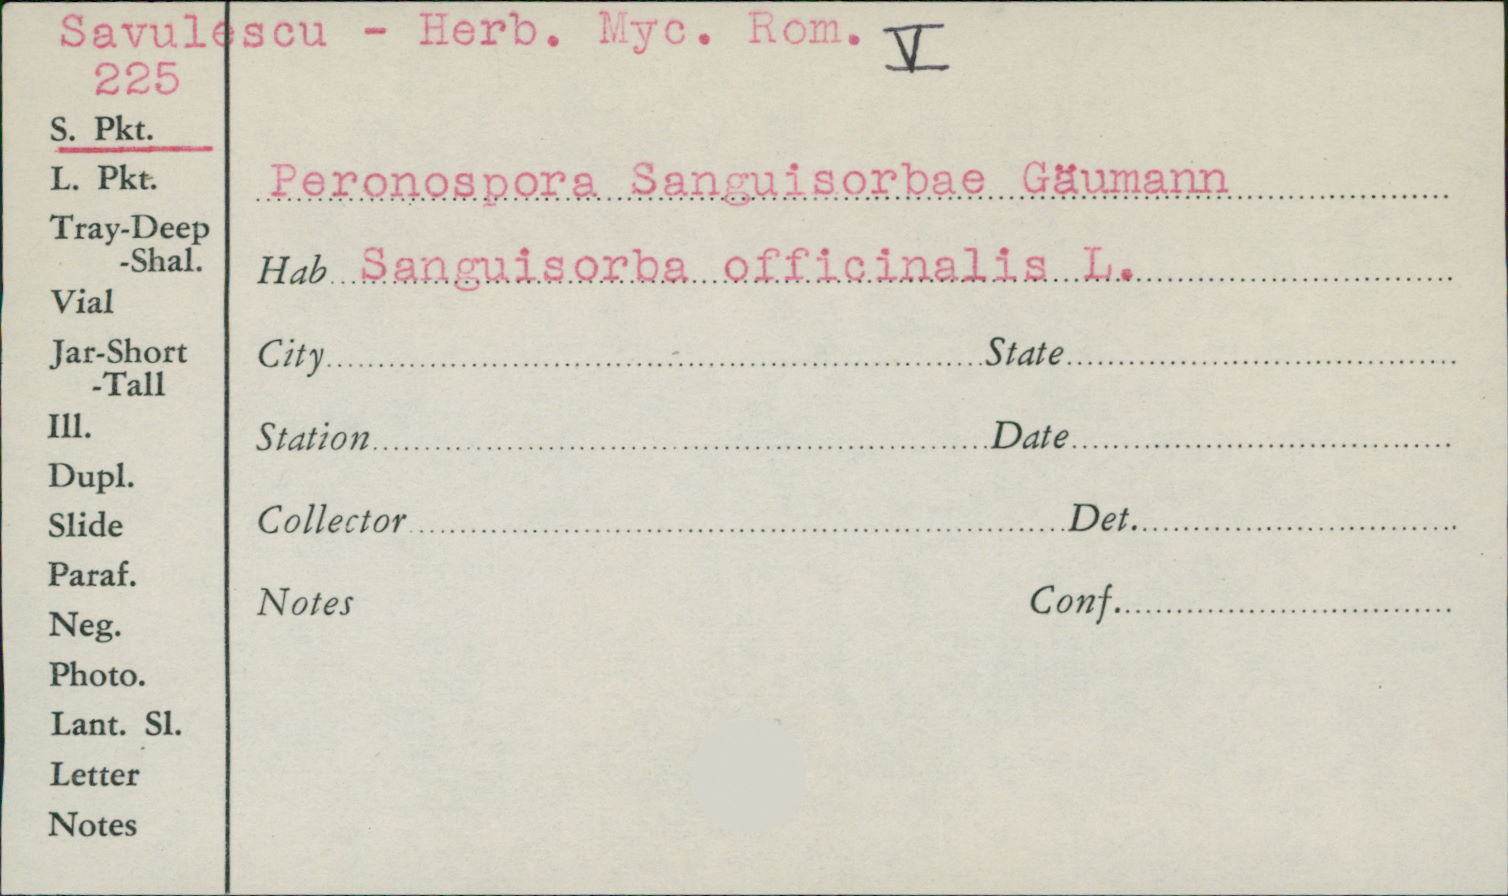 Savulescu - Herb. Myc. Rom. V
225
S. Pkt.
L. Pkt.
Tray-Deep
-Shal.
Vial
Jar-Short
-Tall
Ill.
Dupl.
Slide
Paraf.
Neg.
Photo.
Lant. Sl.
Letter
Notes
Peronospora Sanguisorbae Gäumann
Hab Sanguisorba officinalis L.
City State
Station Date
Collector Det.
Notes Conf.